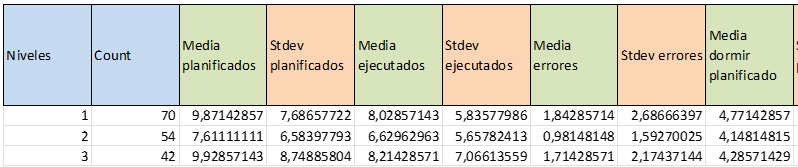 Niveles Count Media planificados Stdev planificados Media ejecutados Stdev ejecutados Media errores Stdev errores Media dormir planificado
1 70 9,87142857 7,68657722 8,02857143 5,83577986 1,84285714 2,68666397 4,77142857
2 54 7,61111111 6,58397793 6,62962963 5,65782413 0,98148148 1,59270025 4,14814815
3 42 9,92857143 8,74885804 8,21428571 7,06613559 1,71428571 2,17437144 4,28571429